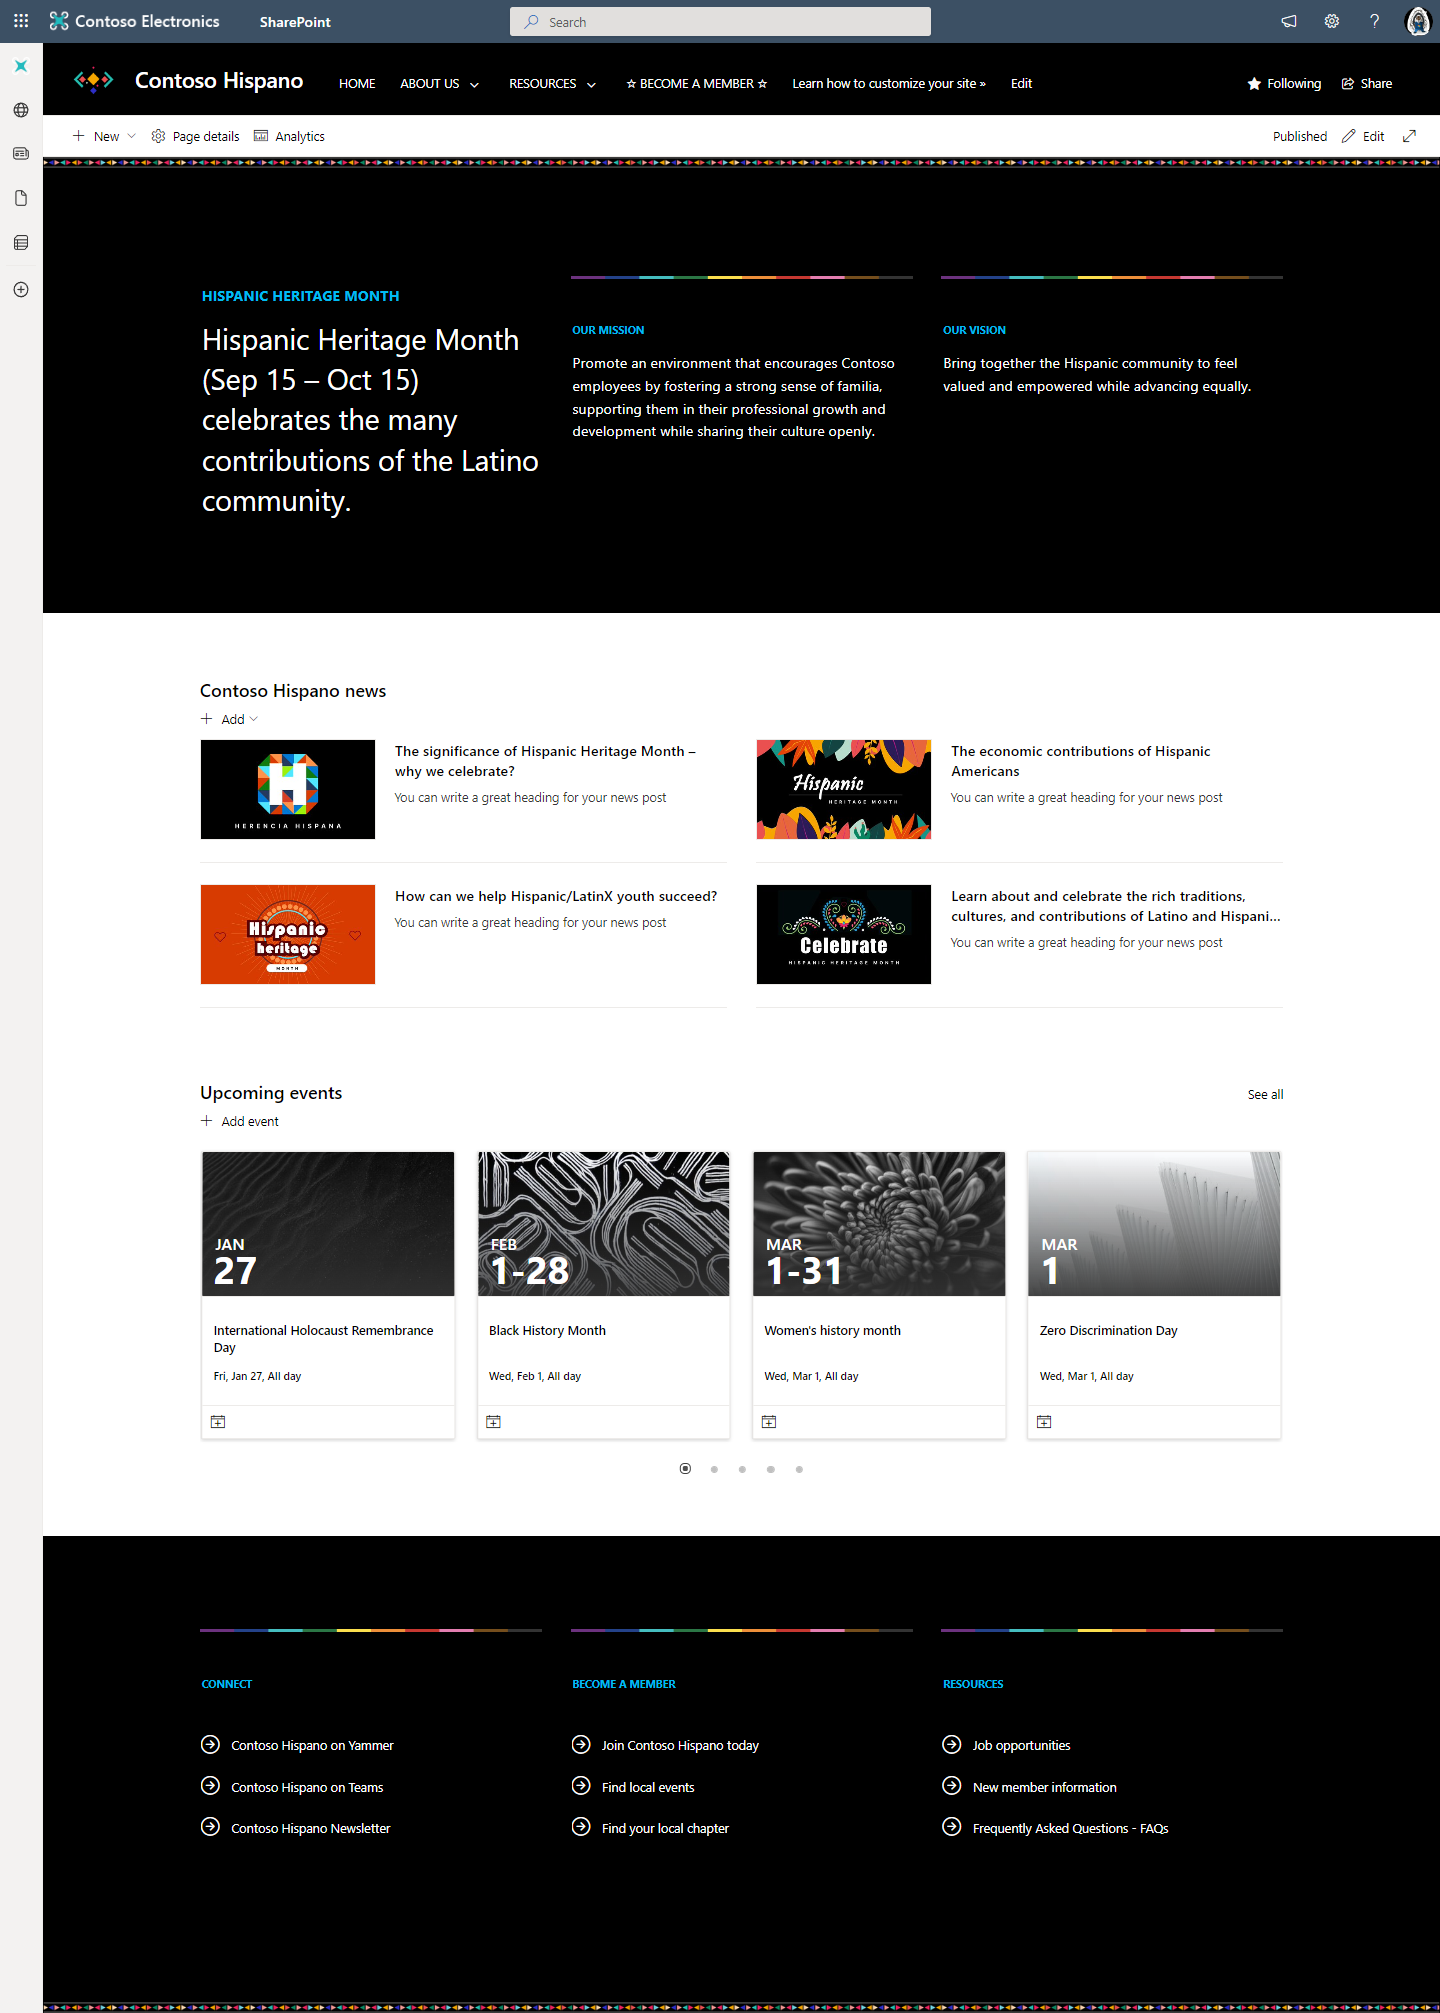 Contoso Electronics
SharePoint
Search
Contoso Hispano
HOME
ABOUT US
RESOURCES
☆ BECOME A MEMBER ☆
Learn how to customize your site »
Edit
Following
Share
New
Page details
Analytics
Published
Edit
HISPANIC HERITAGE MONTH
Hispanic Heritage Month
(Sep 15 – Oct 15)
celebrates the many
contributions of the Latino
community.
OUR MISSION
Promote an environment that encourages Contoso
employees by fostering a strong sense of familia,
supporting them in their professional growth and
development while sharing their culture openly.
OUR VISION
Bring together the Hispanic community to feel
valued and empowered while advancing equally.
Contoso Hispano news
Add
H
HERENCIA HISPANA
The significance of Hispanic Heritage Month –
why we celebrate?
You can write a great heading for your news post
Hispanic
HERITAGE MONTH
The economic contributions of Hispanic
Americans
You can write a great heading for your news post
Hispanic
heritage
MONTH
How can we help Hispanic/LatinX youth succeed?
You can write a great heading for your news post
Celebrate
HISPANIC HERITAGE MONTH
Learn about and celebrate the rich traditions,
cultures, and contributions of Latino and Hispani...
You can write a great heading for your news post
Upcoming events
See all
Add event
JAN
27
International Holocaust Remembrance
Day
Fri, Jan 27, All day
FEB
1-28
Black History Month
Wed, Feb 1, All day
MAR
1-31
Women's history month
Wed, Mar 1, All day
MAR
1
Zero Discrimination Day
Wed, Mar 1, All day
CONNECT
Contoso Hispano on Yammer
Contoso Hispano on Teams
Contoso Hispano Newsletter
BECOME A MEMBER
Join Contoso Hispano today
Find local events
Find your local chapter
RESOURCES
Job opportunities
New member information
Frequently Asked Questions - FAQs